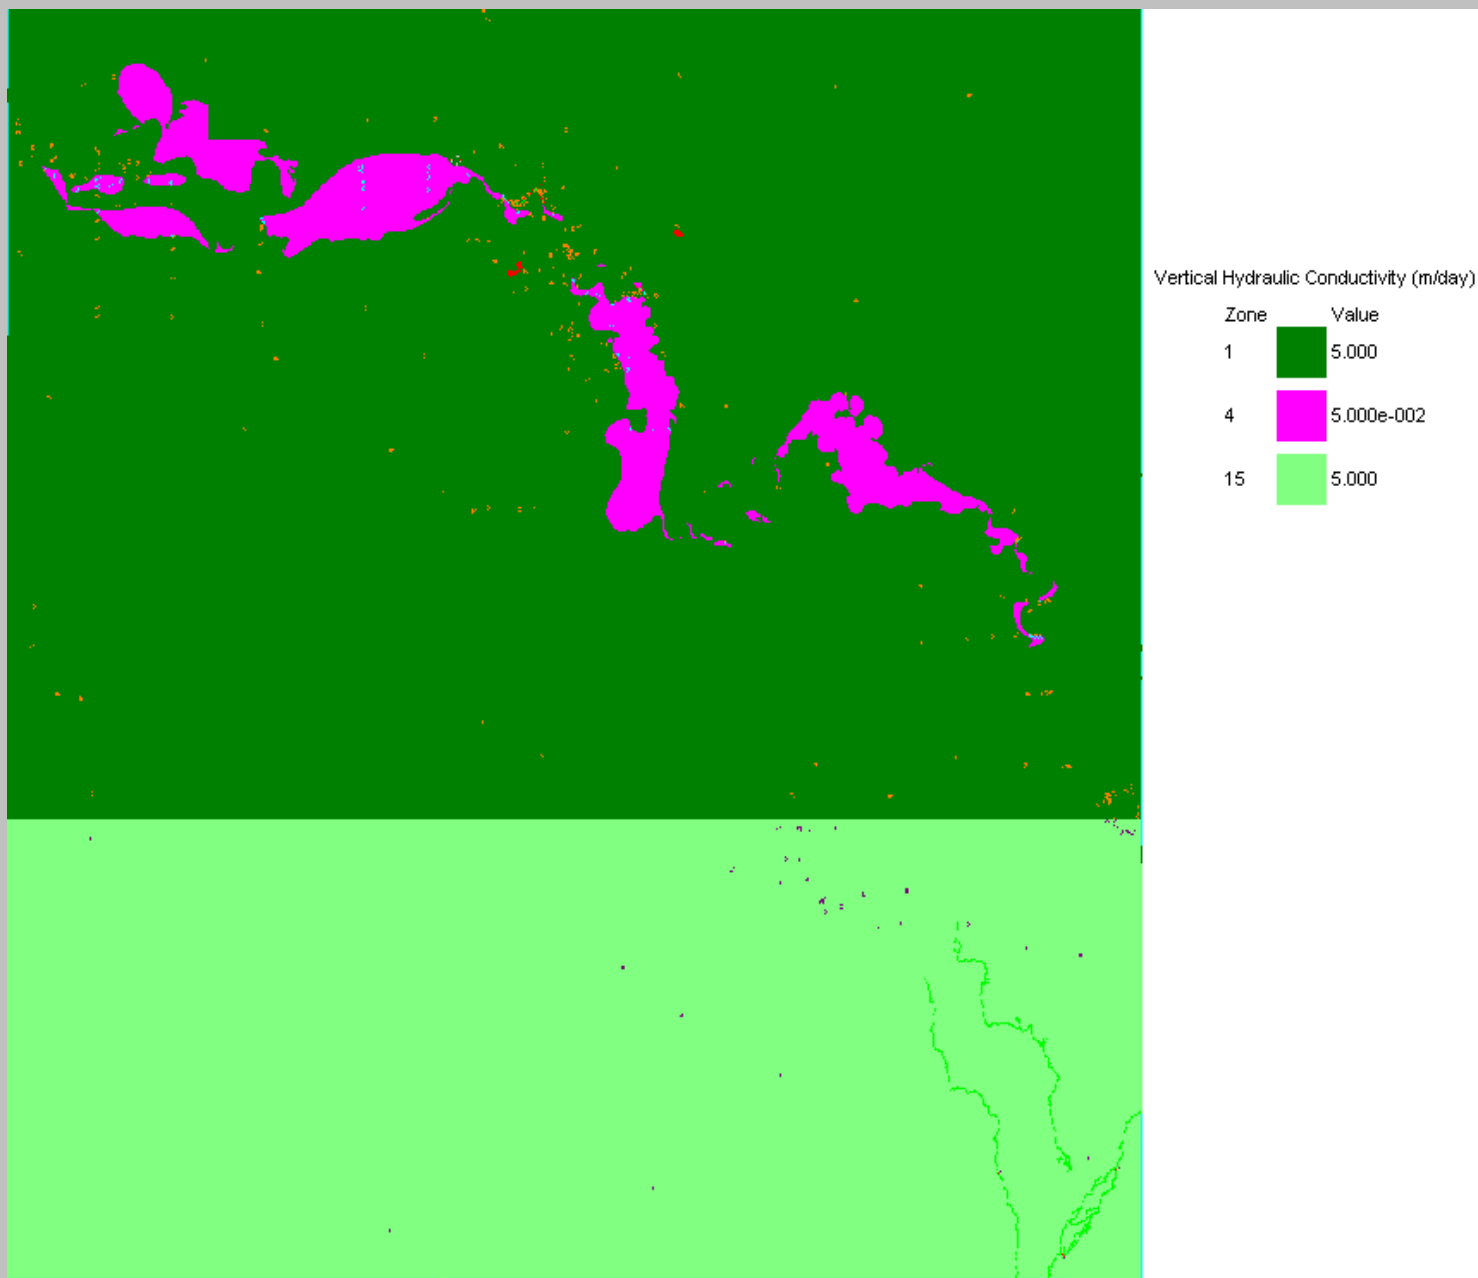 Vertical Hydraulic Conductivity (m/day)
Zone Value
1 5.000
4 5.000e-002
15 5.000